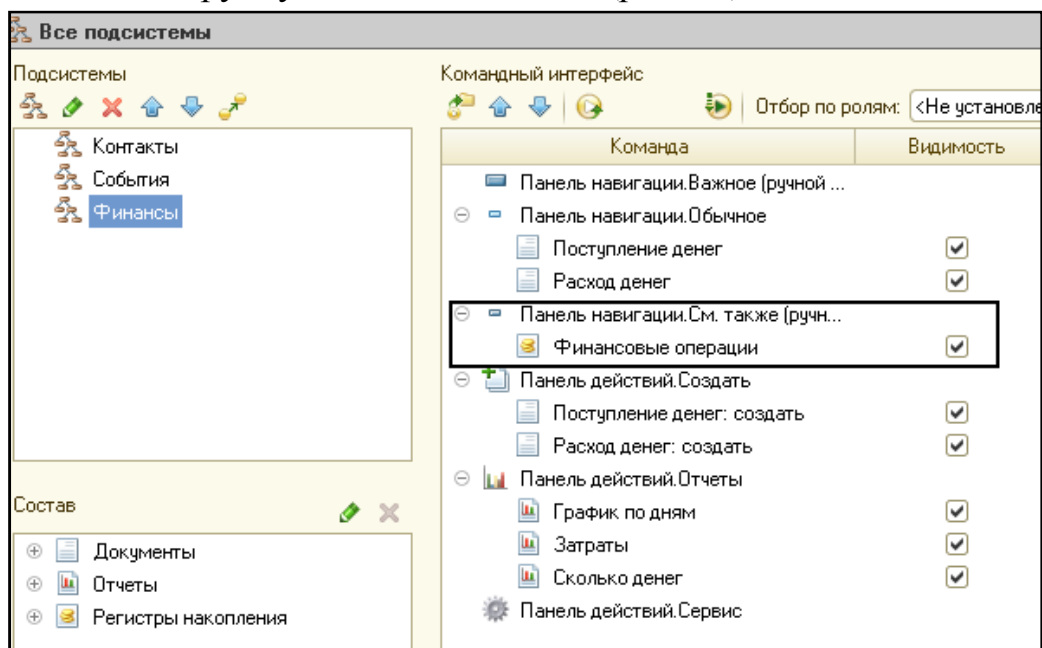 Все подсистемы
Подсистемы
Контакты
События
Финансы
Состав
Документы
Отчеты
Регистры накопления
Командный интерфейс
Отбор по ролям: <Не установле
Команда Видимость
Панель навигации.Важное (ручной ...
Панель навигации.Обычное
Поступление денег
Расход денег
Панель навигации.См. также (ручн...
Финансовые операции
Панель действий.Создать
Поступление денег: создать
Расход денег: создать
Панель действий.Отчеты
График по дням
Затраты
Сколько денег
Панель действий.Сервис